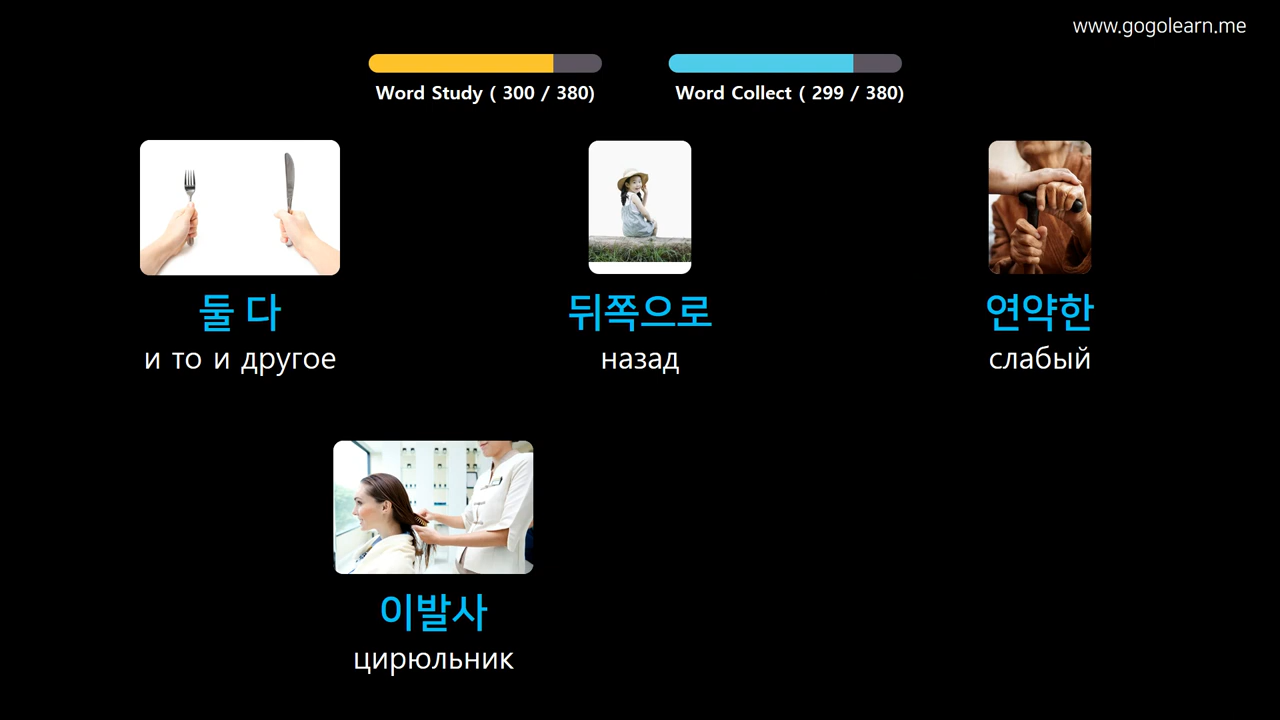 www.gogolearn.me
Word Study ( 300 / 380)
Word Collect ( 299 / 380)
둘 다
뒤쪽으로
연약한
и то и другое
назад
слабый
이발사
цирюльник